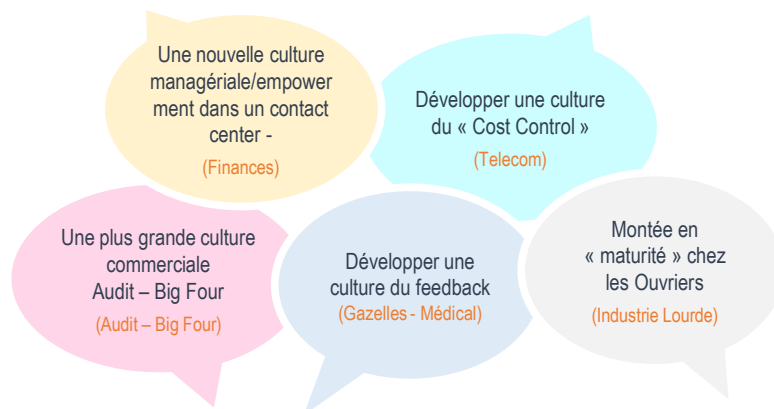 Une nouvelle culture
managériale/empower
ment dans un contact
center -
(Finances)
Développer une culture
du « Cost Control »
(Telecom)
Une plus grande culture
commerciale
Audit – Big Four
(Audit – Big Four)
Développer une
culture du feedback
(Gazelles - Médical)
Montée en
« maturité » chez
les Ouvriers
(Industrie Lourde)